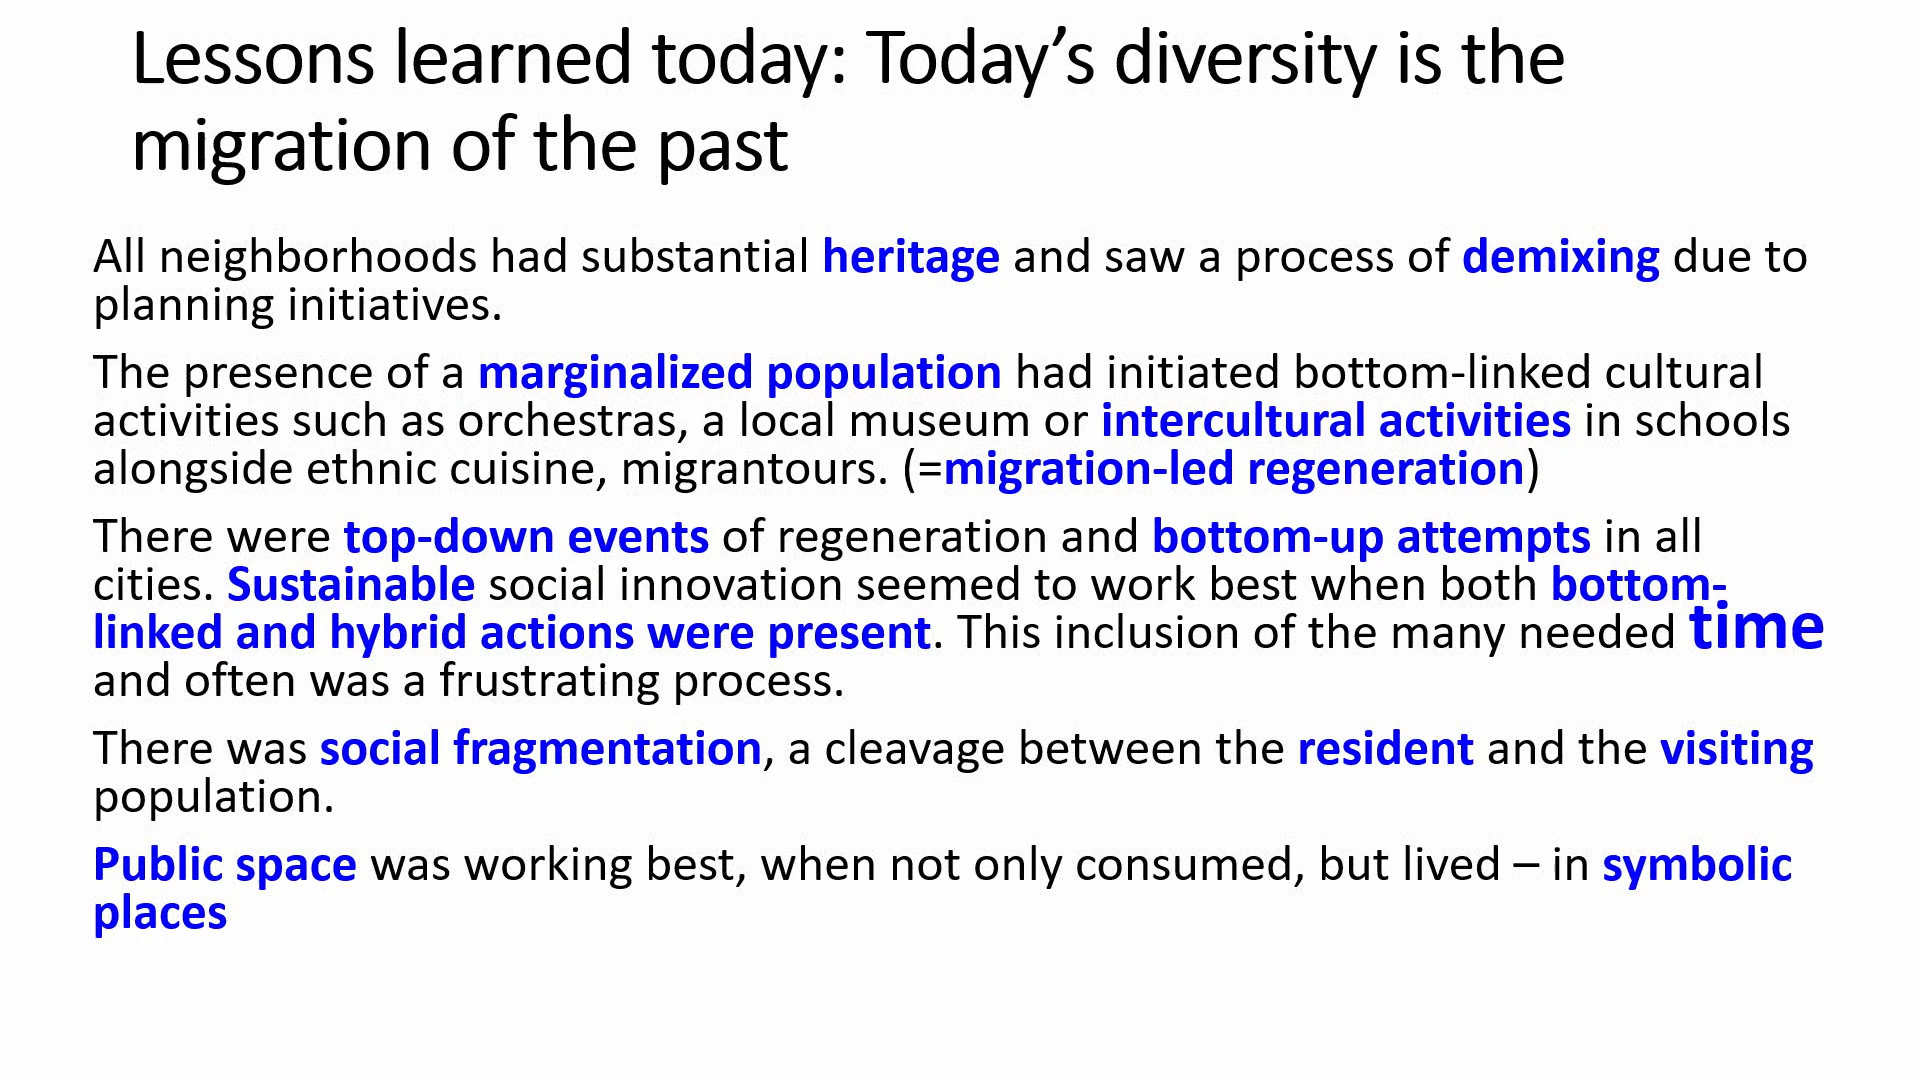 Lessons learned today: Today’s diversity is the
migration of the past
All neighborhoods had substantial heritage and saw a process of demixing due to
planning initiatives.
The presence of a marginalized population had initiated bottom-linked cultural
activities such as orchestras, a local museum or intercultural activities in schools
alongside ethnic cuisine, migrantours. (=migration-led regeneration)
There were top-down events of regeneration and bottom-up attempts in all
cities. Sustainable social innovation seemed to work best when both bottom-
linked and hybrid actions were present. This inclusion of the many needed time
and often was a frustrating process.
There was social fragmentation, a cleavage between the resident and the visiting
population.
Public space was working best, when not only consumed, but lived – in symbolic
places